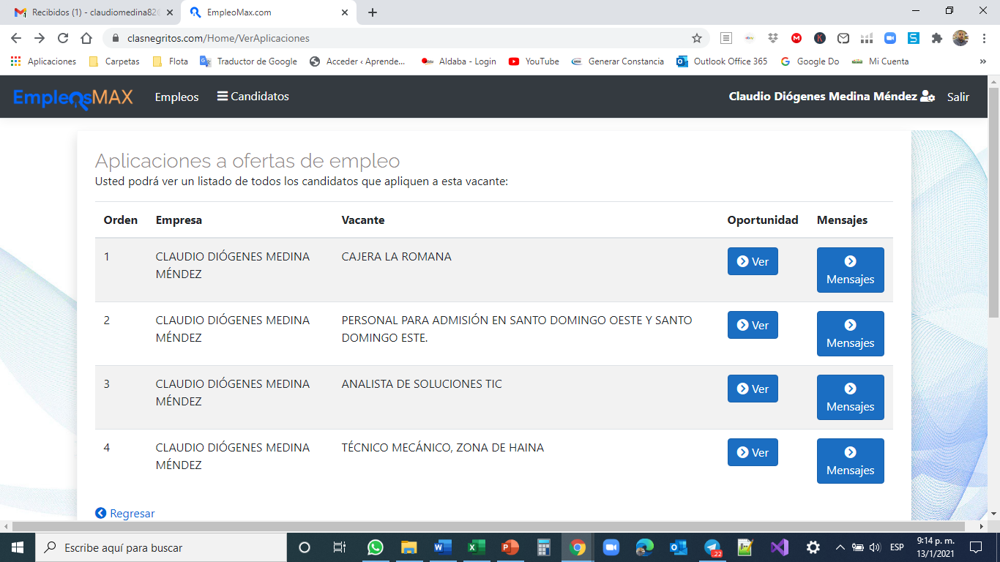 Recibidos (1) - claudiomedina82
EmpleoMax.com
clasnegritos.com/Home/VerAplicaciones
Aplicaciones
Carpetas
Flota
Traductor de Google
Acceder ‹ Aprende...
Aldaba - Login
YouTube
Generar Constancia
Outlook Office 365
Google Do
Mi Cuenta
»
EmpleosMAX
Empleos
Candidatos
Claudio Diógenes Medina Méndez
Salir
Aplicaciones a ofertas de empleo
Usted podrá ver un listado de todos los candidatos que apliquen a esta vacante:
Orden Empresa Vacante Oportunidad Mensajes
1 CLAUDIO DIÓGENES MEDINA CAJERA LA ROMANA Ver
MÉNDEZ Mensajes
2 CLAUDIO DIÓGENES MEDINA PERSONAL PARA ADMISIÓN EN SANTO DOMINGO OESTE Y SANTO Ver
MÉNDEZ DOMINGO ESTE. Mensajes
3 CLAUDIO DIÓGENES MEDINA ANALISTA DE SOLUCIONES TIC Ver
MÉNDEZ Mensajes
4 CLAUDIO DIÓGENES MEDINA TÉCNICO MECÁNICO, ZONA DE HAINA Ver
MÉNDEZ Mensajes
Regresar
Escribe aquí para buscar
22
ESP
9:14 p. m.
13/1/2021